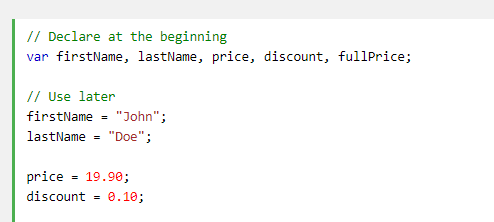 // Declare at the beginning
var firstName, lastName, price, discount, fullPrice;
// Use later
firstName = "John";
lastName = "Doe";
price = 19.90;
discount = 0.10;